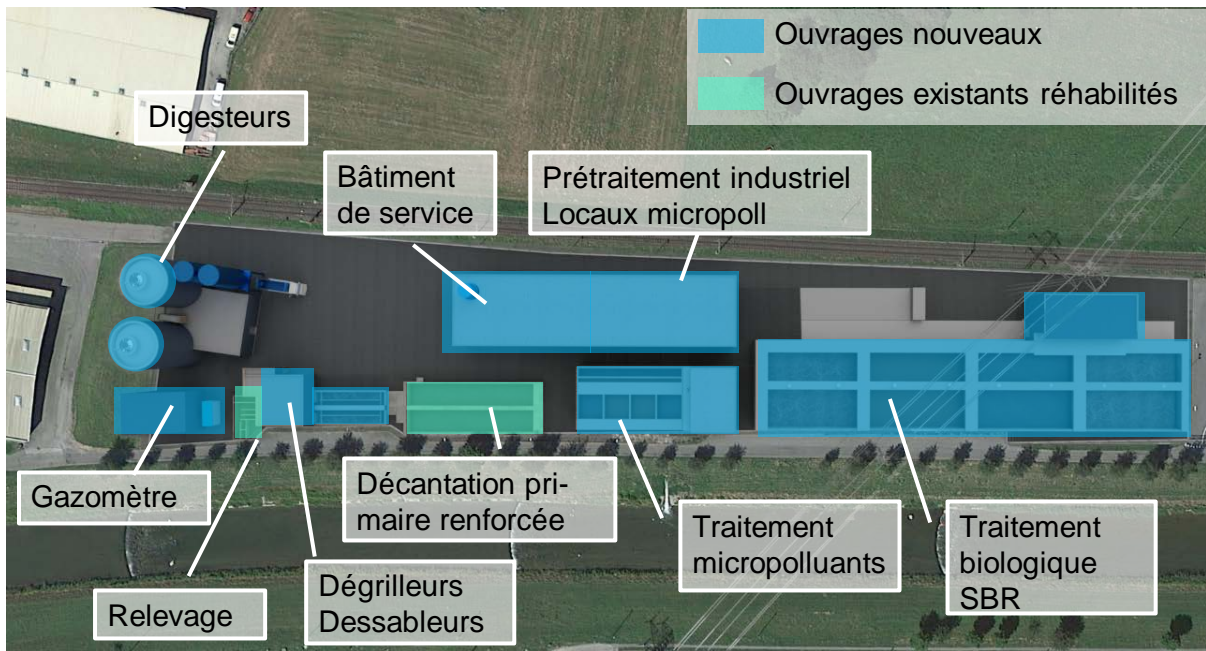 Ouvrages nouveaux
Ouvrages existants réhabilités
Digesteurs
Bâtiment
de service
Prétraitement industriel
Locaux micropoll
Gazomètre
Décantation pri-
maire renforcée
Traitement
micropolluants
Traitement
biologique
SBR
Relevage
Dégrilleurs
Dessableurs